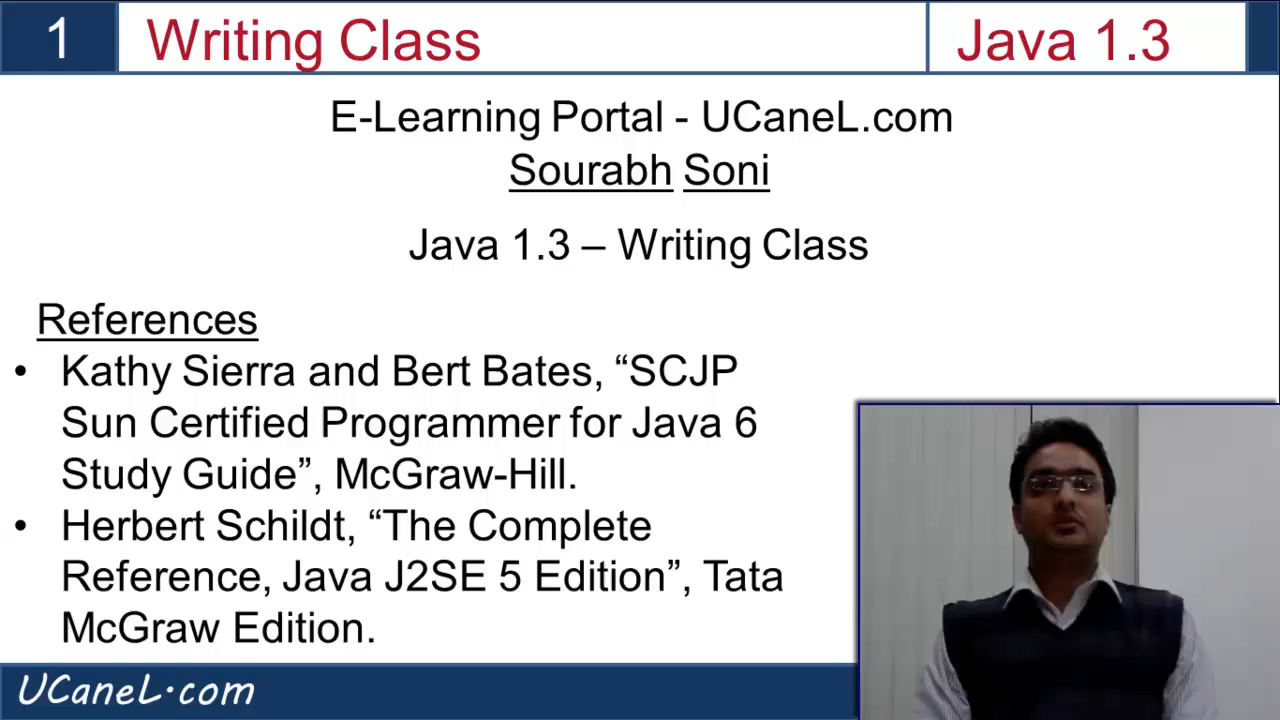 1
Writing Class
Java 1.3
E-Learning Portal - UCaneL.com
Sourabh Soni
Java 1.3 – Writing Class
References
• Kathy Sierra and Bert Bates, “SCJP
Sun Certified Programmer for Java 6
Study Guide”, McGraw-Hill.
• Herbert Schildt, “The Complete
Reference, Java J2SE 5 Edition”, Tata
McGraw Edition.
UCaneL.com